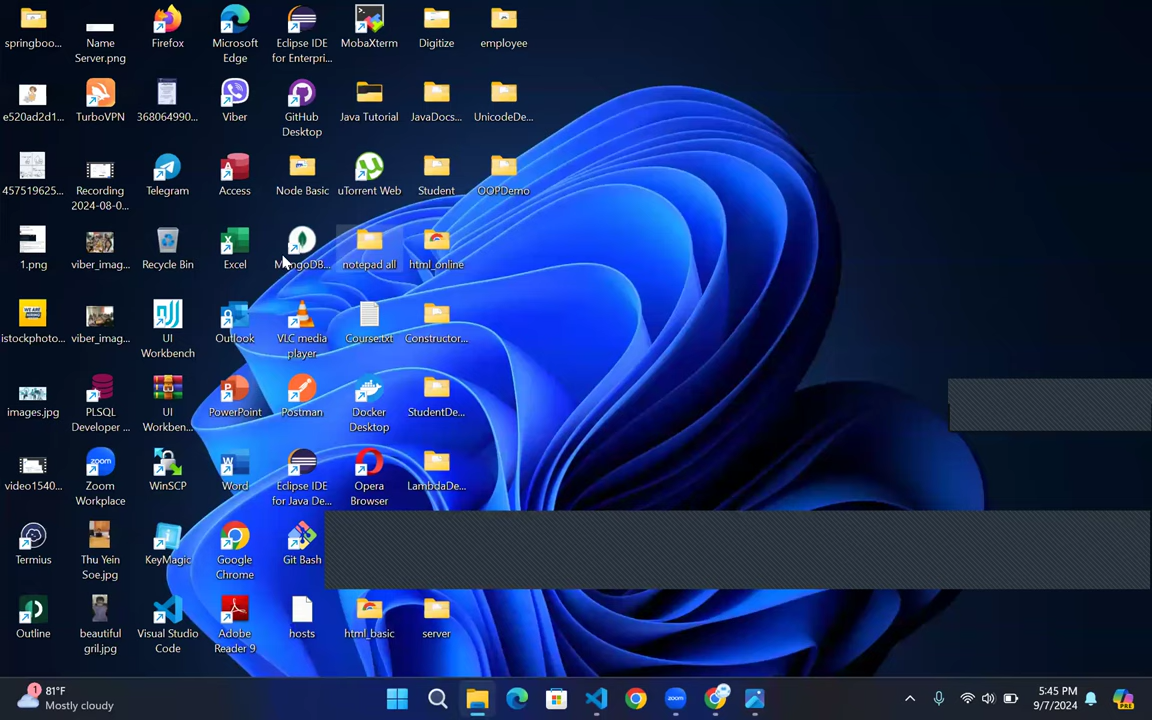 springboo...
Name
Server.png
Firefox
Microsoft
Edge
Eclipse IDE
for Enterpri...
MobaXterm
Digitize
employee
e520ad2d1...
TurboVPN
368064990...
Viber
GitHub
Desktop
Java Tutorial
JavaDocs...
UnicodeDe...
457519625...
Recording
2024-08-0...
Telegram
Access
Node Basic
uTorrent Web
Student
OOPDemo
1.png
viber_imag...
Recycle Bin
Excel
MongoDB...
notepad all
html_online
istockphoto...
viber_imag...
UI
Workbench
Outlook
VLC media
player
Course.txt
Constructor...
images.jpg
PLSQL
Developer ...
UI
Workben...
PowerPoint
Postman
Docker
Desktop
StudentDe...
video1540...
Zoom
Workplace
WinSCP
Word
Eclipse IDE
for Java De...
Opera
Browser
LambdaDe...
Termius
Thu Yein
Soe.jpg
KeyMagic
Google
Chrome
Git Bash
Outline
beautiful
gril.jpg
Visual Studio
Code
Adobe
Reader 9
hosts
html_basic
server
1
81°F
Mostly cloudy
zoom
5:45 PM
9/7/2024
PRE